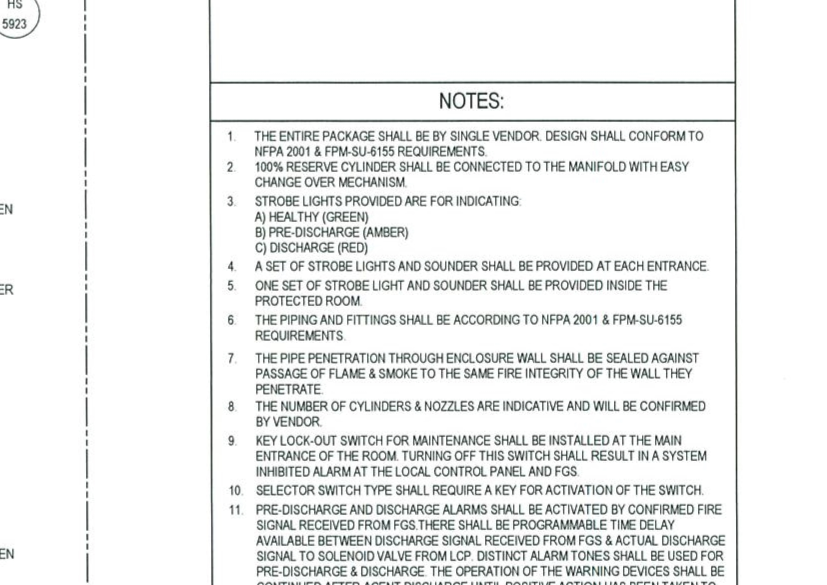 HS
5923
EN
ER
EN
NOTES:
1. THE ENTIRE PACKAGE SHALL BE BY SINGLE VENDOR. DESIGN SHALL CONFORM TO
NFPA 2001 & FPM-SU-6155 REQUIREMENTS.
2. 100% RESERVE CYLINDER SHALL BE CONNECTED TO THE MANIFOLD WITH EASY
CHANGE OVER MECHANISM.
3. STROBE LIGHTS PROVIDED ARE FOR INDICATING:
A) HEALTHY (GREEN)
B) PRE-DISCHARGE (AMBER)
C) DISCHARGE (RED)
4. A SET OF STROBE LIGHTS AND SOUNDER SHALL BE PROVIDED AT EACH ENTRANCE.
5. ONE SET OF STROBE LIGHT AND SOUNDER SHALL BE PROVIDED INSIDE THE
PROTECTED ROOM.
6. THE PIPING AND FITTINGS SHALL BE ACCORDING TO NFPA 2001 & FPM-SU-6155
REQUIREMENTS.
7. THE PIPE PENETRATION THROUGH ENCLOSURE WALL SHALL BE SEALED AGAINST
PASSAGE OF FLAME & SMOKE TO THE SAME FIRE INTEGRITY OF THE WALL THEY
PENETRATE.
8. THE NUMBER OF CYLINDERS & NOZZLES ARE INDICATIVE AND WILL BE CONFIRMED
BY VENDOR.
9. KEY LOCK-OUT SWITCH FOR MAINTENANCE SHALL BE INSTALLED AT THE MAIN
ENTRANCE OF THE ROOM. TURNING OFF THIS SWITCH SHALL RESULT IN A SYSTEM
INHIBITED ALARM AT THE LOCAL CONTROL PANEL AND FGS.
10. SELECTOR SWITCH TYPE SHALL REQUIRE A KEY FOR ACTIVATION OF THE SWITCH.
11. PRE-DISCHARGE AND DISCHARGE ALARMS SHALL BE ACTIVATED BY CONFIRMED FIRE
SIGNAL RECEIVED FROM FGS.THERE SHALL BE PROGRAMMABLE TIME DELAY
AVAILABLE BETWEEN DISCHARGE SIGNAL RECEIVED FROM FGS & ACTUAL DISCHARGE
SIGNAL TO SOLENOID VALVE FROM LCP. DISTINCT ALARM TONES SHALL BE USED FOR
PRE-DISCHARGE & DISCHARGE. THE OPERATION OF THE WARNING DEVICES SHALL BE
CONTINUED AFTER AGENT DISCHARGE UNTIL POSITIVE ACTION HAS BEEN TAKEN TO